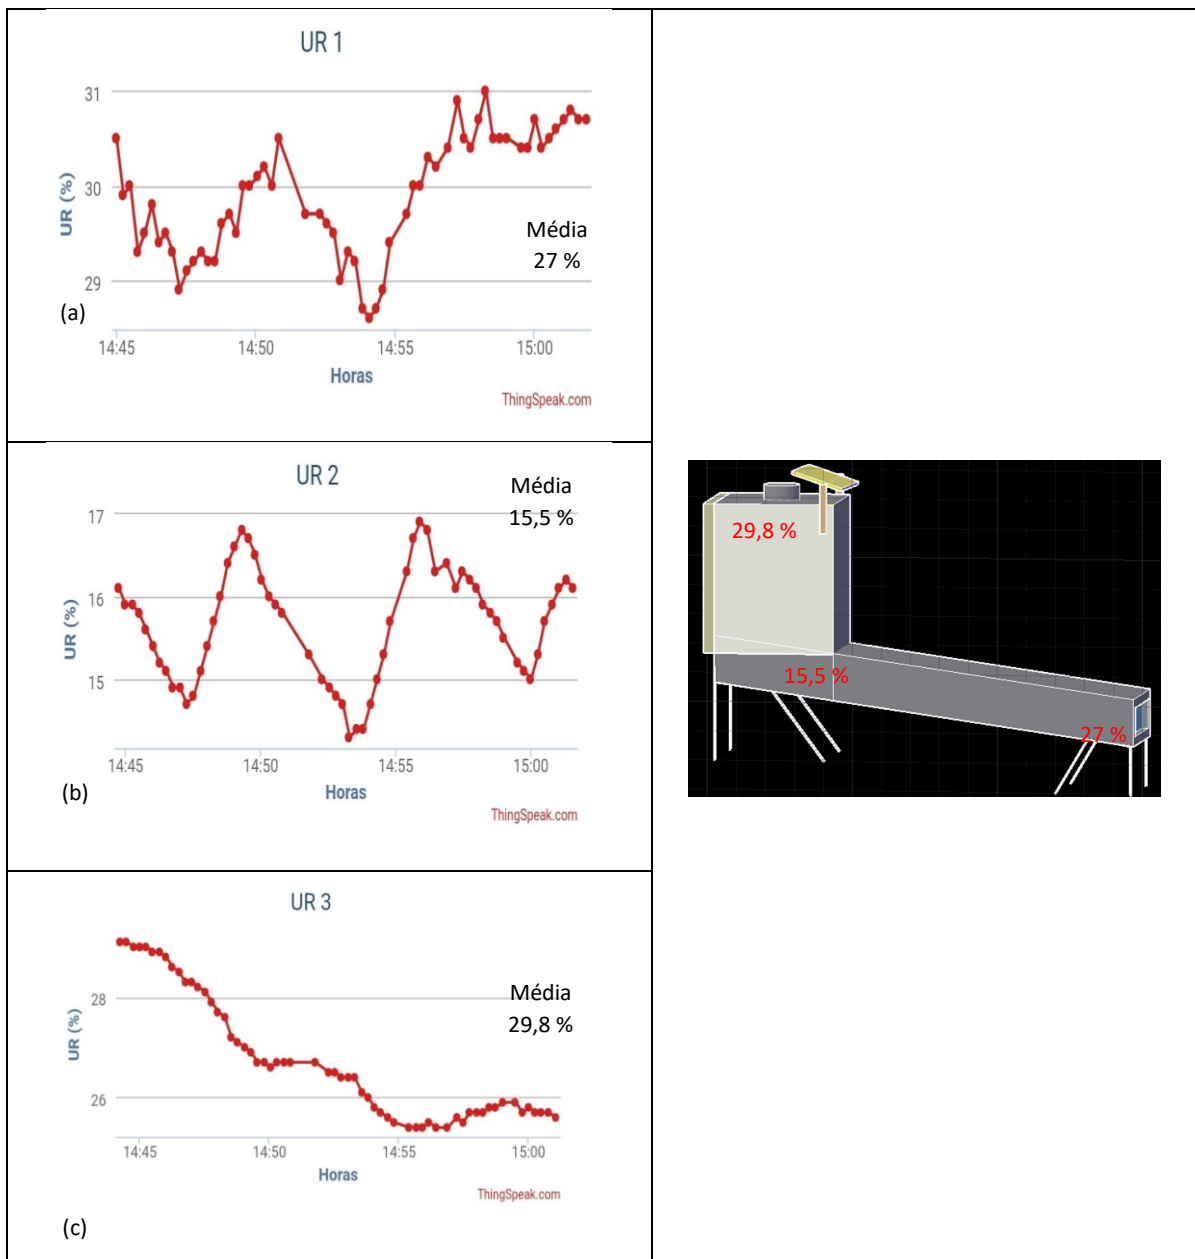 UR 1
31
30
29
UR (%)
Média
27 %
(a)
14:45 14:50 14:55 15:00
Horas
ThingSpeak.com
UR 2
Média
15,5 %
17
16
15
UR (%)
14:45 14:50 14:55 15:00
Horas
(b)
ThingSpeak.com
29,8 %
15,5 %
27 %
UR 3
28
26
UR (%)
Média
29,8 %
14:45 14:50 14:55 15:00
Horas
ThingSpeak.com
(c)